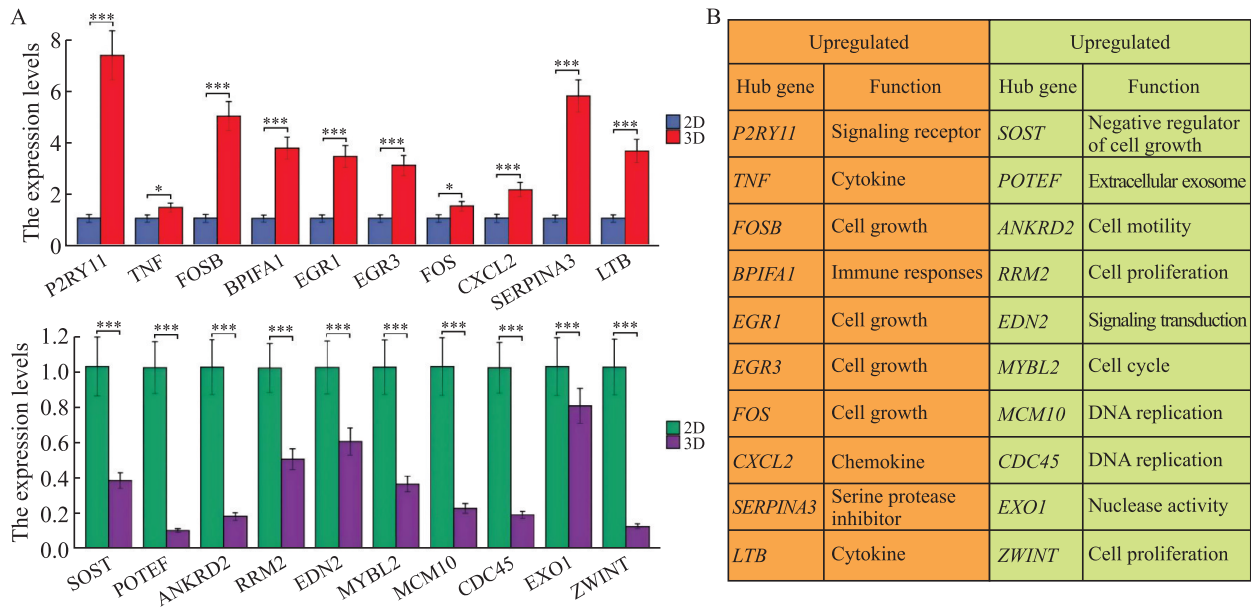 A
The expression levels
8
6
4
2
0
***
*
***
***
***
***
*
***
***
***
2D
3D
P2RY11
TNF
FOSB
BPIFA1
EGR1
EGR3
FOS
CXCL2
SERPINA3
LTB
The expression levels
1.2
1.0
0.8
0.6
0.4
0.2
0.0
***
***
***
***
***
***
***
***
***
***
2D
3D
SOST
POTEF
ANKRD2
RRM2
EDN2
MYBL2
MCM10
CDC45
EXO1
ZWINT
B
Upregulated Upregulated
Hub gene Function Hub gene Function
P2RY11 Signaling receptor SOST Negative regulator
of cell growth
TNF Cytokine POTEF Extracellular exosome
FOSB Cell growth ANKRD2 Cell motility
BPIFA1 Immune responses RRM2 Cell proliferation
EGR1 Cell growth EDN2 Signaling transduction
EGR3 Cell growth MYBL2 Cell cycle
FOS Cell growth MCM10 DNA replication
CXCL2 Chemokine CDC45 DNA replication
SERPINA3 Serine protease
inhibitor EXO1 Nuclease activity
LTB Cytokine ZWINT Cell proliferation